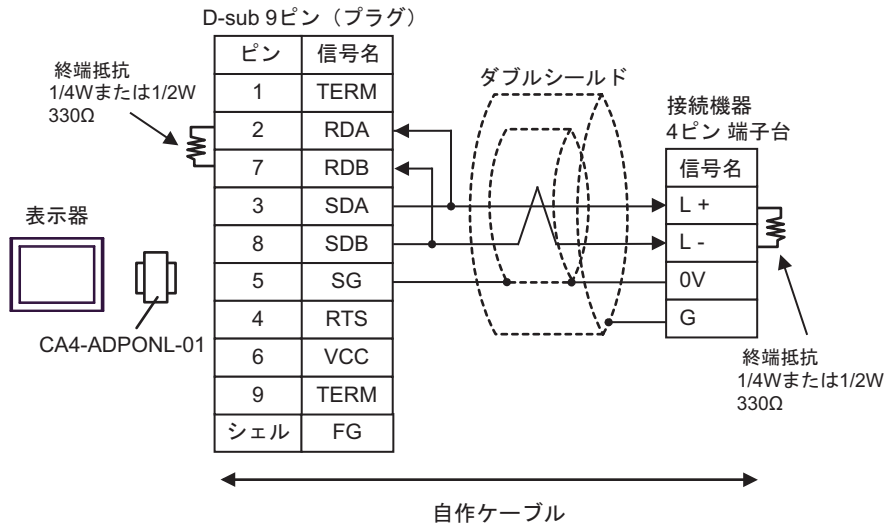 D-sub 9ピン（プラグ）
ピン 信号名
1 TERM
2 RDA
7 RDB
3 SDA
8 SDB
5 SG
4 RTS
6 VCC
9 TERM
シェル FG
終端抵抗
1/4Wまたは1/2W
330Ω
表示器
CA4-ADPONL-01
ダブルシールド
接続機器
4ピン 端子台
信号名
L +
L -
0V
G
終端抵抗
1/4Wまたは1/2W
330Ω
自作ケーブル